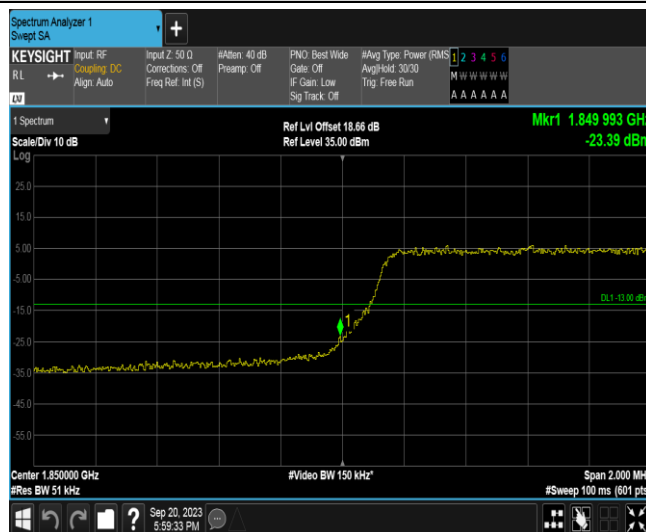 Spectrum Analyzer 1
Swept SA
+
KEYSIGHT
RL
LXI
Input: RF
Coupling: DC
Align: Auto
Input Z: 50 Ω
Corrections: Off
Freq Ref: Int (S)
#Atten: 40 dB
Preamp: Off
PNO: Best Wide
Gate: Off
IF Gain: Low
Sig Track: Off
#Avg Type: Power (RMS
Avg|Hold: 30/30
Trig: Free Run
1 2 3 4 5 6
M W W W W W
A A A A A A
1 Spectrum
Scale/Div 10 dB
Ref Lvl Offset 18.66 dB
Ref Level 35.00 dBm
Mkr1 1.849 993 GHz
-23.39 dBm
Log
25.0
15.0
5.00
-5.00
-15.0
-25.0
-35.0
-45.0
-55.0
DL1 -13.00 dBm
1
Center 1.850000 GHz
#Res BW 51 kHz
#Video BW 150 kHz*
Span 2.000 MH
#Sweep 100 ms (601 pts
?
Sep 20, 2023
5:59:33 PM